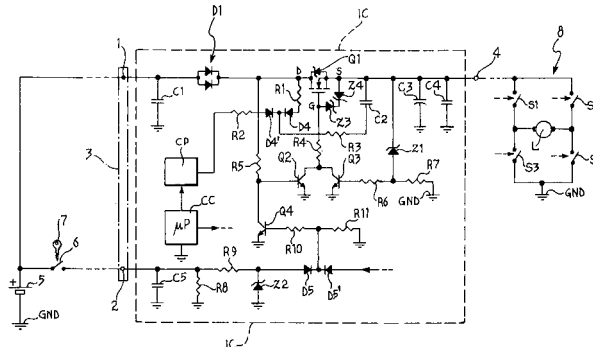 D1
1C
Q1
1
D
S
4
8
R1
Z4
C1
G
Z3
C2
C3
C4
S1
S
R2
D4'
D4
R3
3
CP
R4
Z1
R5
Q2
Q3
R7
S3
S
R6
GND
CC
μP
GND
Q4
R11
7
6
R10
R9
5
2
C5
R8
Z2
D5
D5'
GND
1C